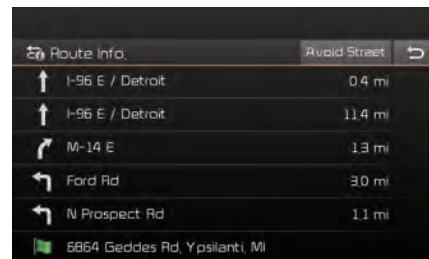 Route Info. Avoid Street
I-96 E / Detroit 0.4 mi
I-96 E / Detroit 11.4 mi
M-14 E 1.3 mi
Ford Rd 3.0 mi
N Prospect Rd 1.1 mi
6864 Geddes Rd, Ypsilanti, MI